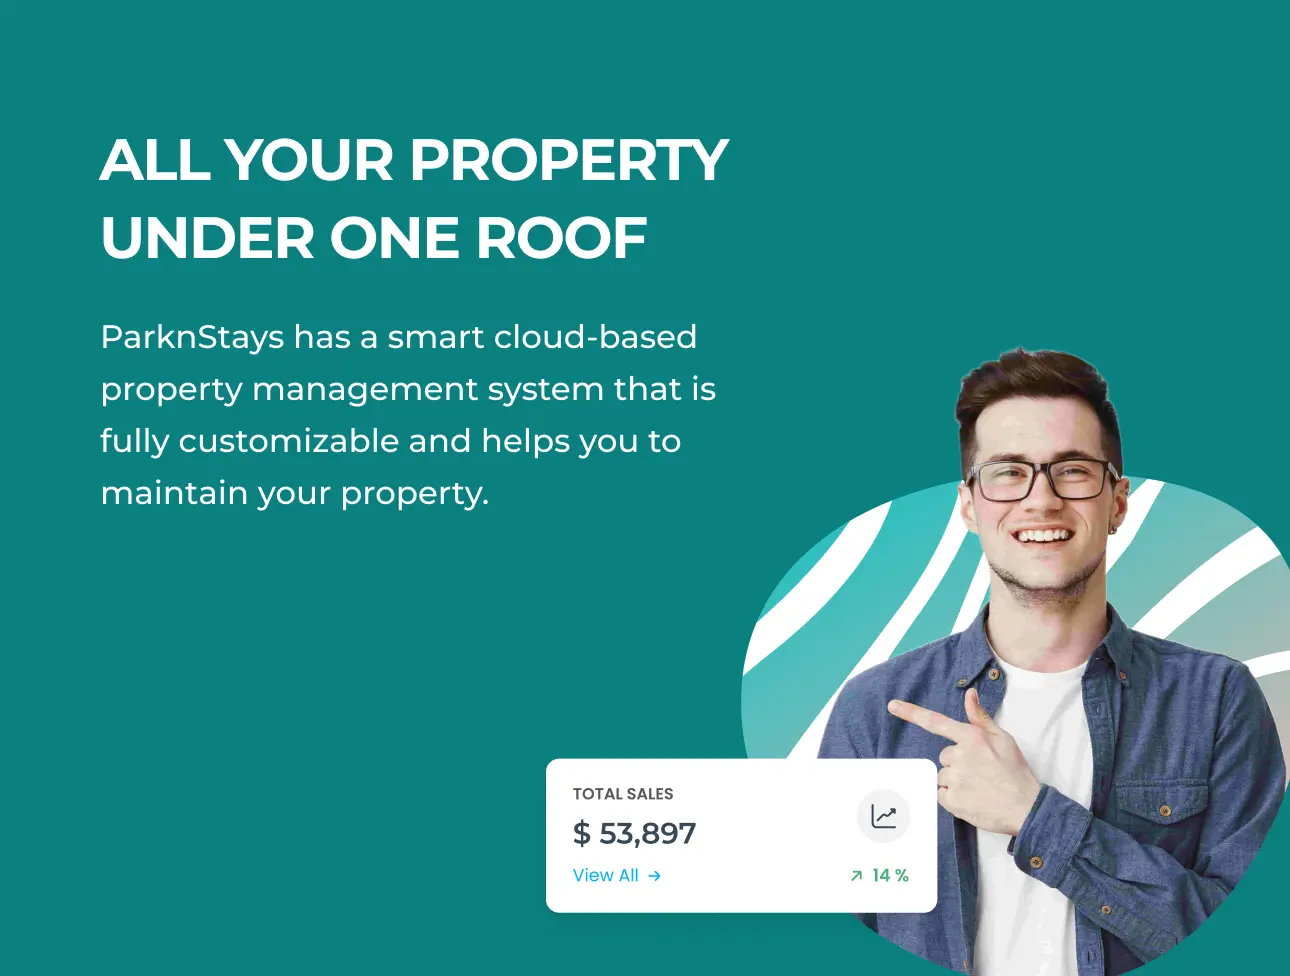 ALL YOUR PROPERTY
UNDER ONE ROOF
ParknStays has a smart cloud-based
property management system that is
fully customizable and helps you to
maintain your property.
TOTAL SALES
$ 53,897
View All →
↗ 14 %